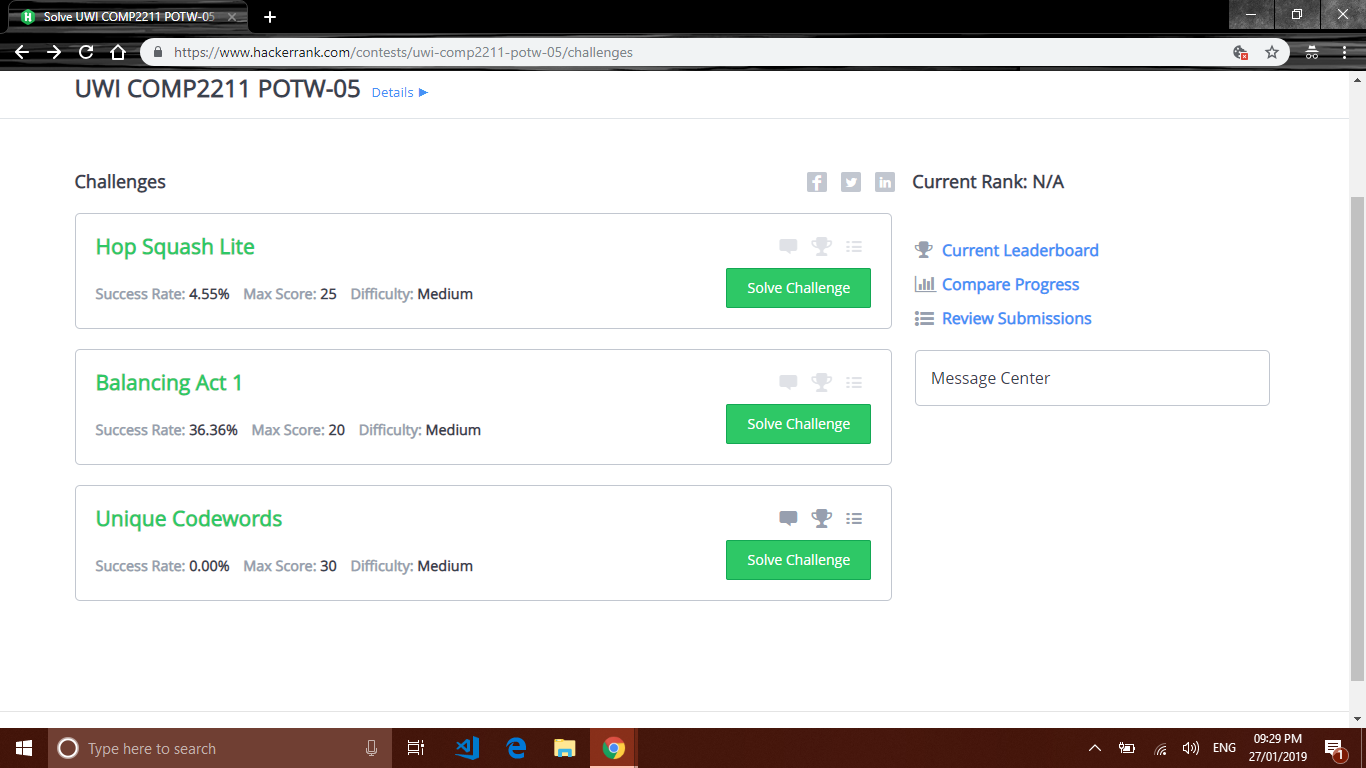 Solve UWI COMP2211 POTW-05
https://www.hackerrank.com/contests/uwi-comp2211-potw-05/challenges
UWI COMP2211 POTW-05 Details ▶
Challenges
Current Rank: N/A
Hop Squash Lite
Success Rate: 4.55% Max Score: 25 Difficulty: Medium
Solve Challenge
Balancing Act 1
Success Rate: 36.36% Max Score: 20 Difficulty: Medium
Solve Challenge
Unique Codewords
Success Rate: 0.00% Max Score: 30 Difficulty: Medium
Solve Challenge
Current Leaderboard
Compare Progress
Review Submissions
Message Center
Type here to search
ENG
09:29 PM
27/01/2019
1